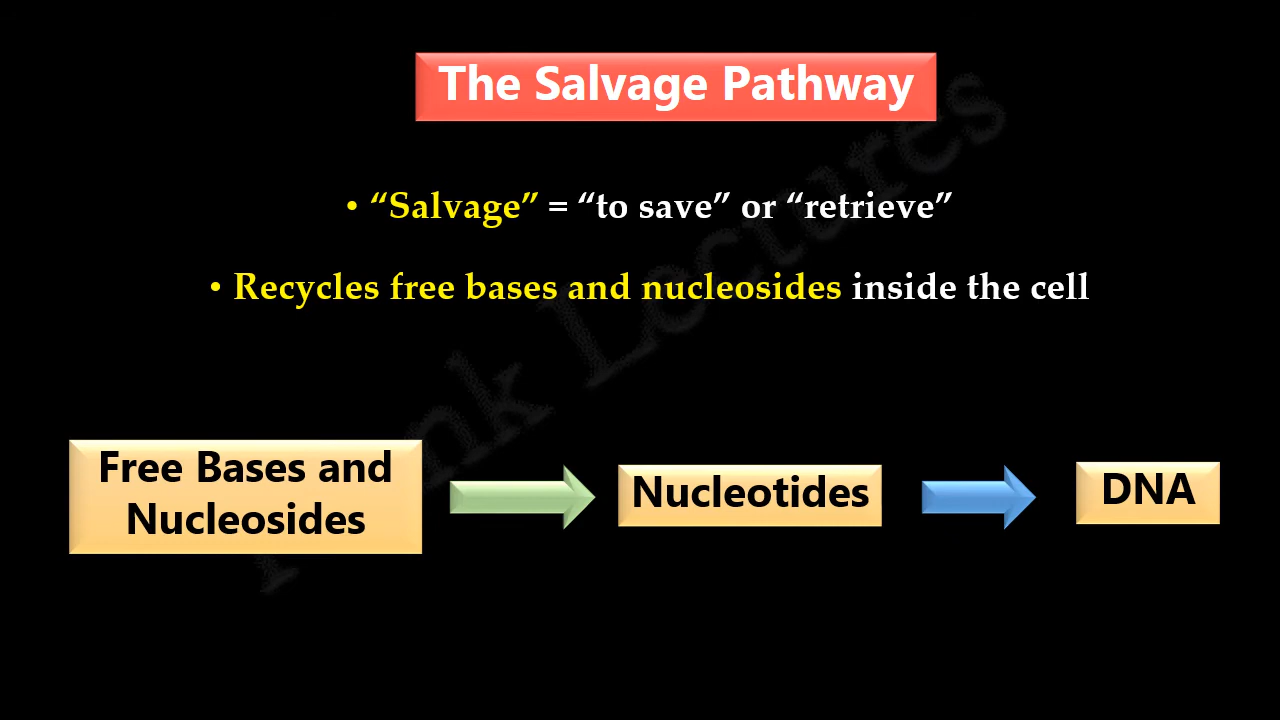 The Salvage Pathway
• “Salvage” = “to save” or “retrieve”
• Recycles free bases and nucleosides inside the cell
Free Bases and
Nucleosides
Nucleotides
DNA
Lectures